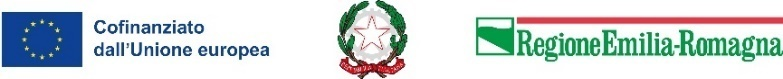 Cofinanziato
dall'Unione europea
RegioneEmilia-Romagna